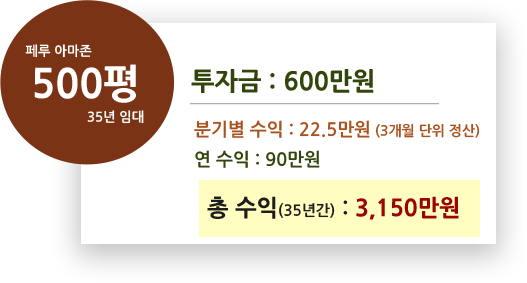 페루 아마존
500평
35년 임대
투자금 : 600만원
분기별 수익 : 22.5만원 (3개월 단위 정산)
연 수익 : 90만원
총 수익(35년간) : 3,150만원